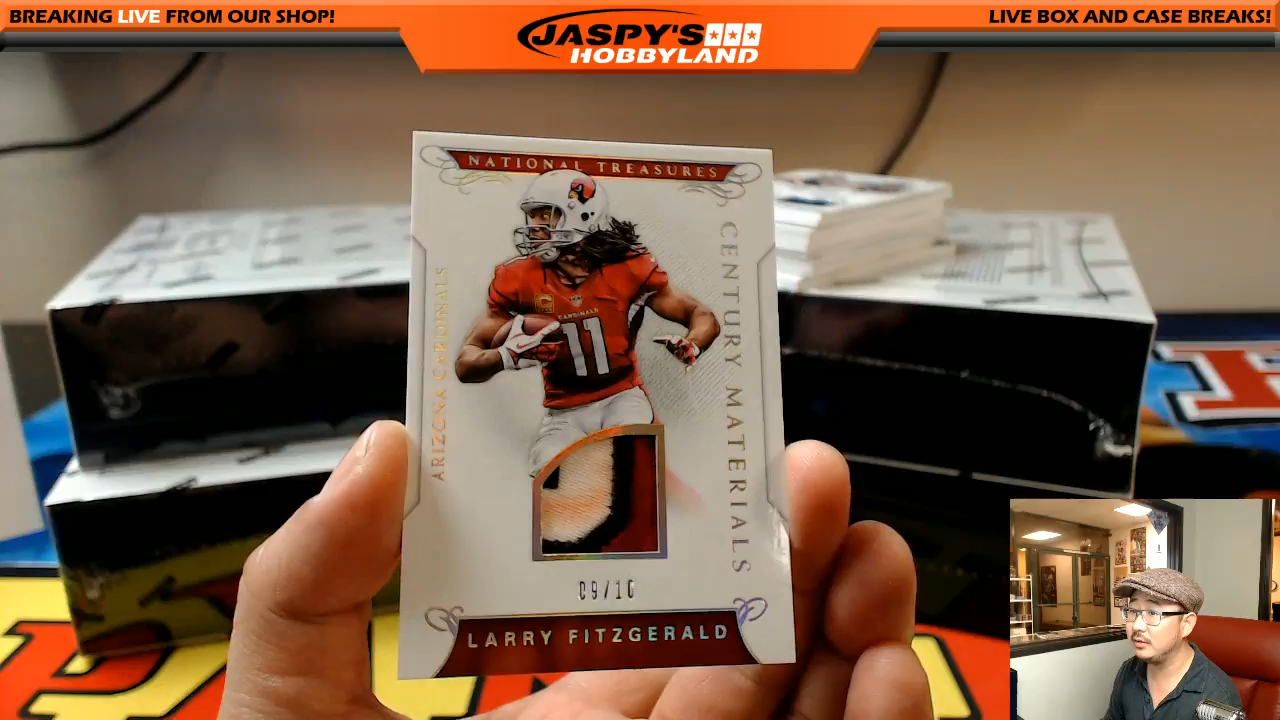 BREAKING LIVE FROM OUR SHOP!
JASPY'S
HOBBYLAND
LIVE BOX AND CASE BREAKS!
NATIONAL TREASURES
ARIZONA CARDINALS
CENTURY MATERIALS
CARDINALS
11
09/10
LARRY FITZGERALD